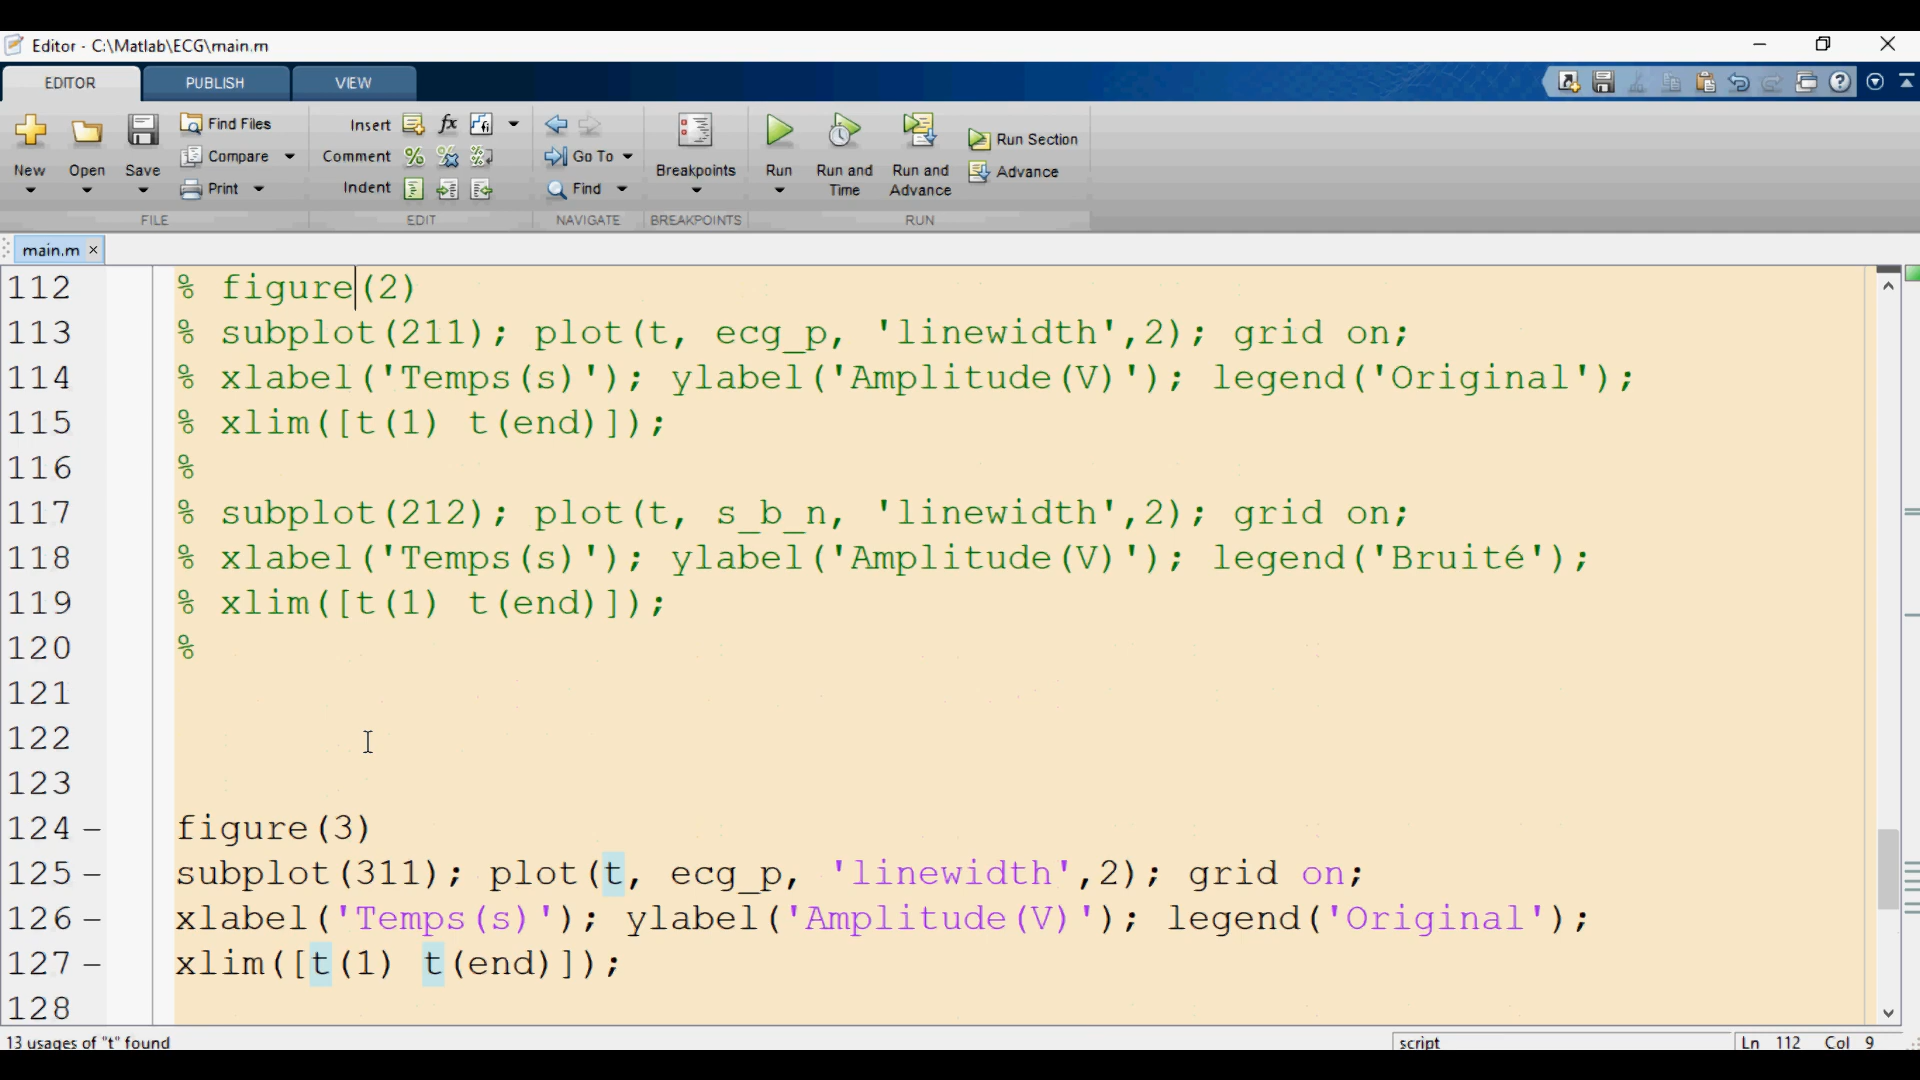 Editor - C:\Matlab\ECG\main.m
EDITOR PUBLISH VIEW
Find Files Insert fx
New Open Save Compare Comment Go To Breakpoints Run Run and Time Run and Advance Run Section
Print Indent Find Advance
FILE EDIT NAVIGATE BREAKPOINTS RUN
main.m
112 % figure(2)
113 % subplot(211); plot(t, ecg_p, 'linewidth',2); grid on;
114 % xlabel('Temps(s)'); ylabel('Amplitude(V)'); legend('Original');
115 % xlim([t(1) t(end)]);
116 %
117 % subplot(212); plot(t, s_b_n, 'linewidth',2); grid on;
118 % xlabel('Temps(s)'); ylabel('Amplitude(V)'); legend('Bruité');
119 % xlim([t(1) t(end)]);
120 %
121
122
123
124 – figure(3)
125 – subplot(311); plot(t, ecg_p, 'linewidth',2); grid on;
126 – xlabel('Temps(s)'); ylabel('Amplitude(V)'); legend('Original');
127 – xlim([t(1) t(end)]);
128
13 usages of "t" found script Ln 112 Col 9